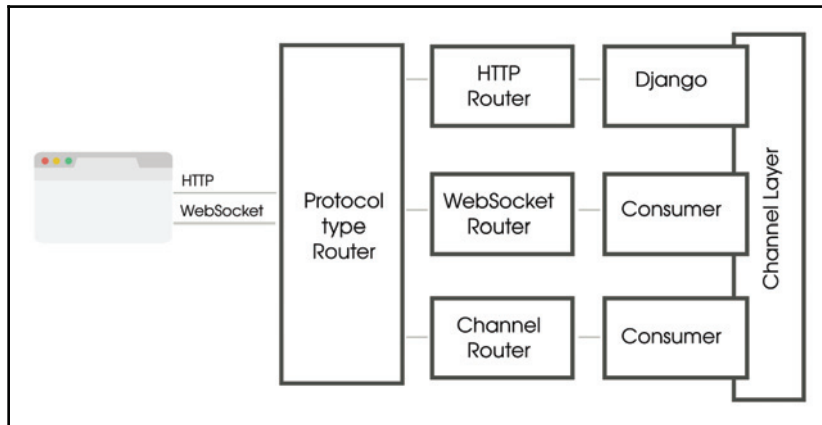 HTTP
WebSocket
Protocol
type
Router
HTTP
Router
Django
WebSocket
Router
Consumer
Channel
Router
Consumer
Channel Layer